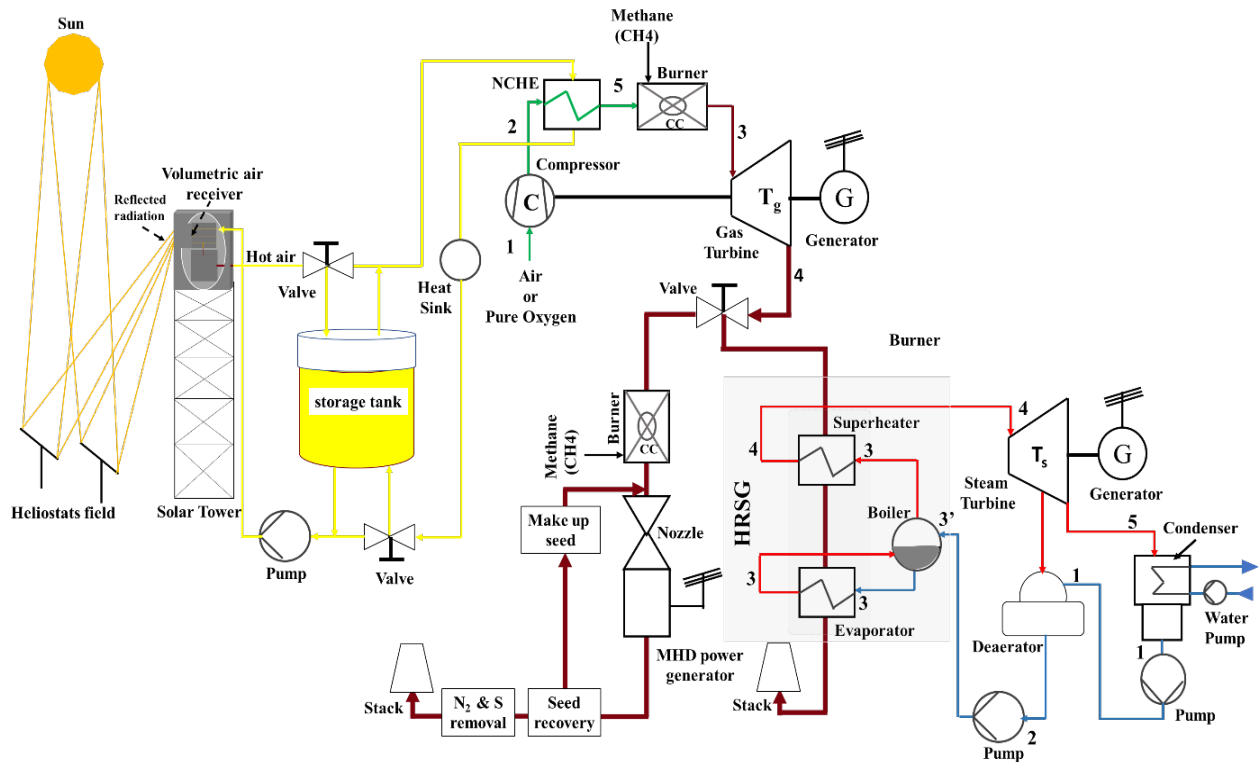 Sun
Volumetric air
receiver
Reflected
radiation
Hot air
Valve
storage tank
Heliostats field
Solar Tower
Pump
Valve
Heat
Sink
NCHE
2
5
Methane
(CH4)
Burner
CC
3
Compressor
C
1
Air
or
Pure Oxygen
Tg
Gas
Turbine
G
Generator
4
Valve
Burner
CC
Methane
(CH4)
Make up
seed
Nozzle
MHD power
generator
Seed
recovery
N2 & S
removal
Stack
Burner
HRSG
Superheater
4
3
Boiler
3’
3
3
Evaporator
Stack
4
Ts
Steam
Turbine
G
Generator
5
Condenser
Water
Pump
1
Deaerator
1
Pump
2
Pump